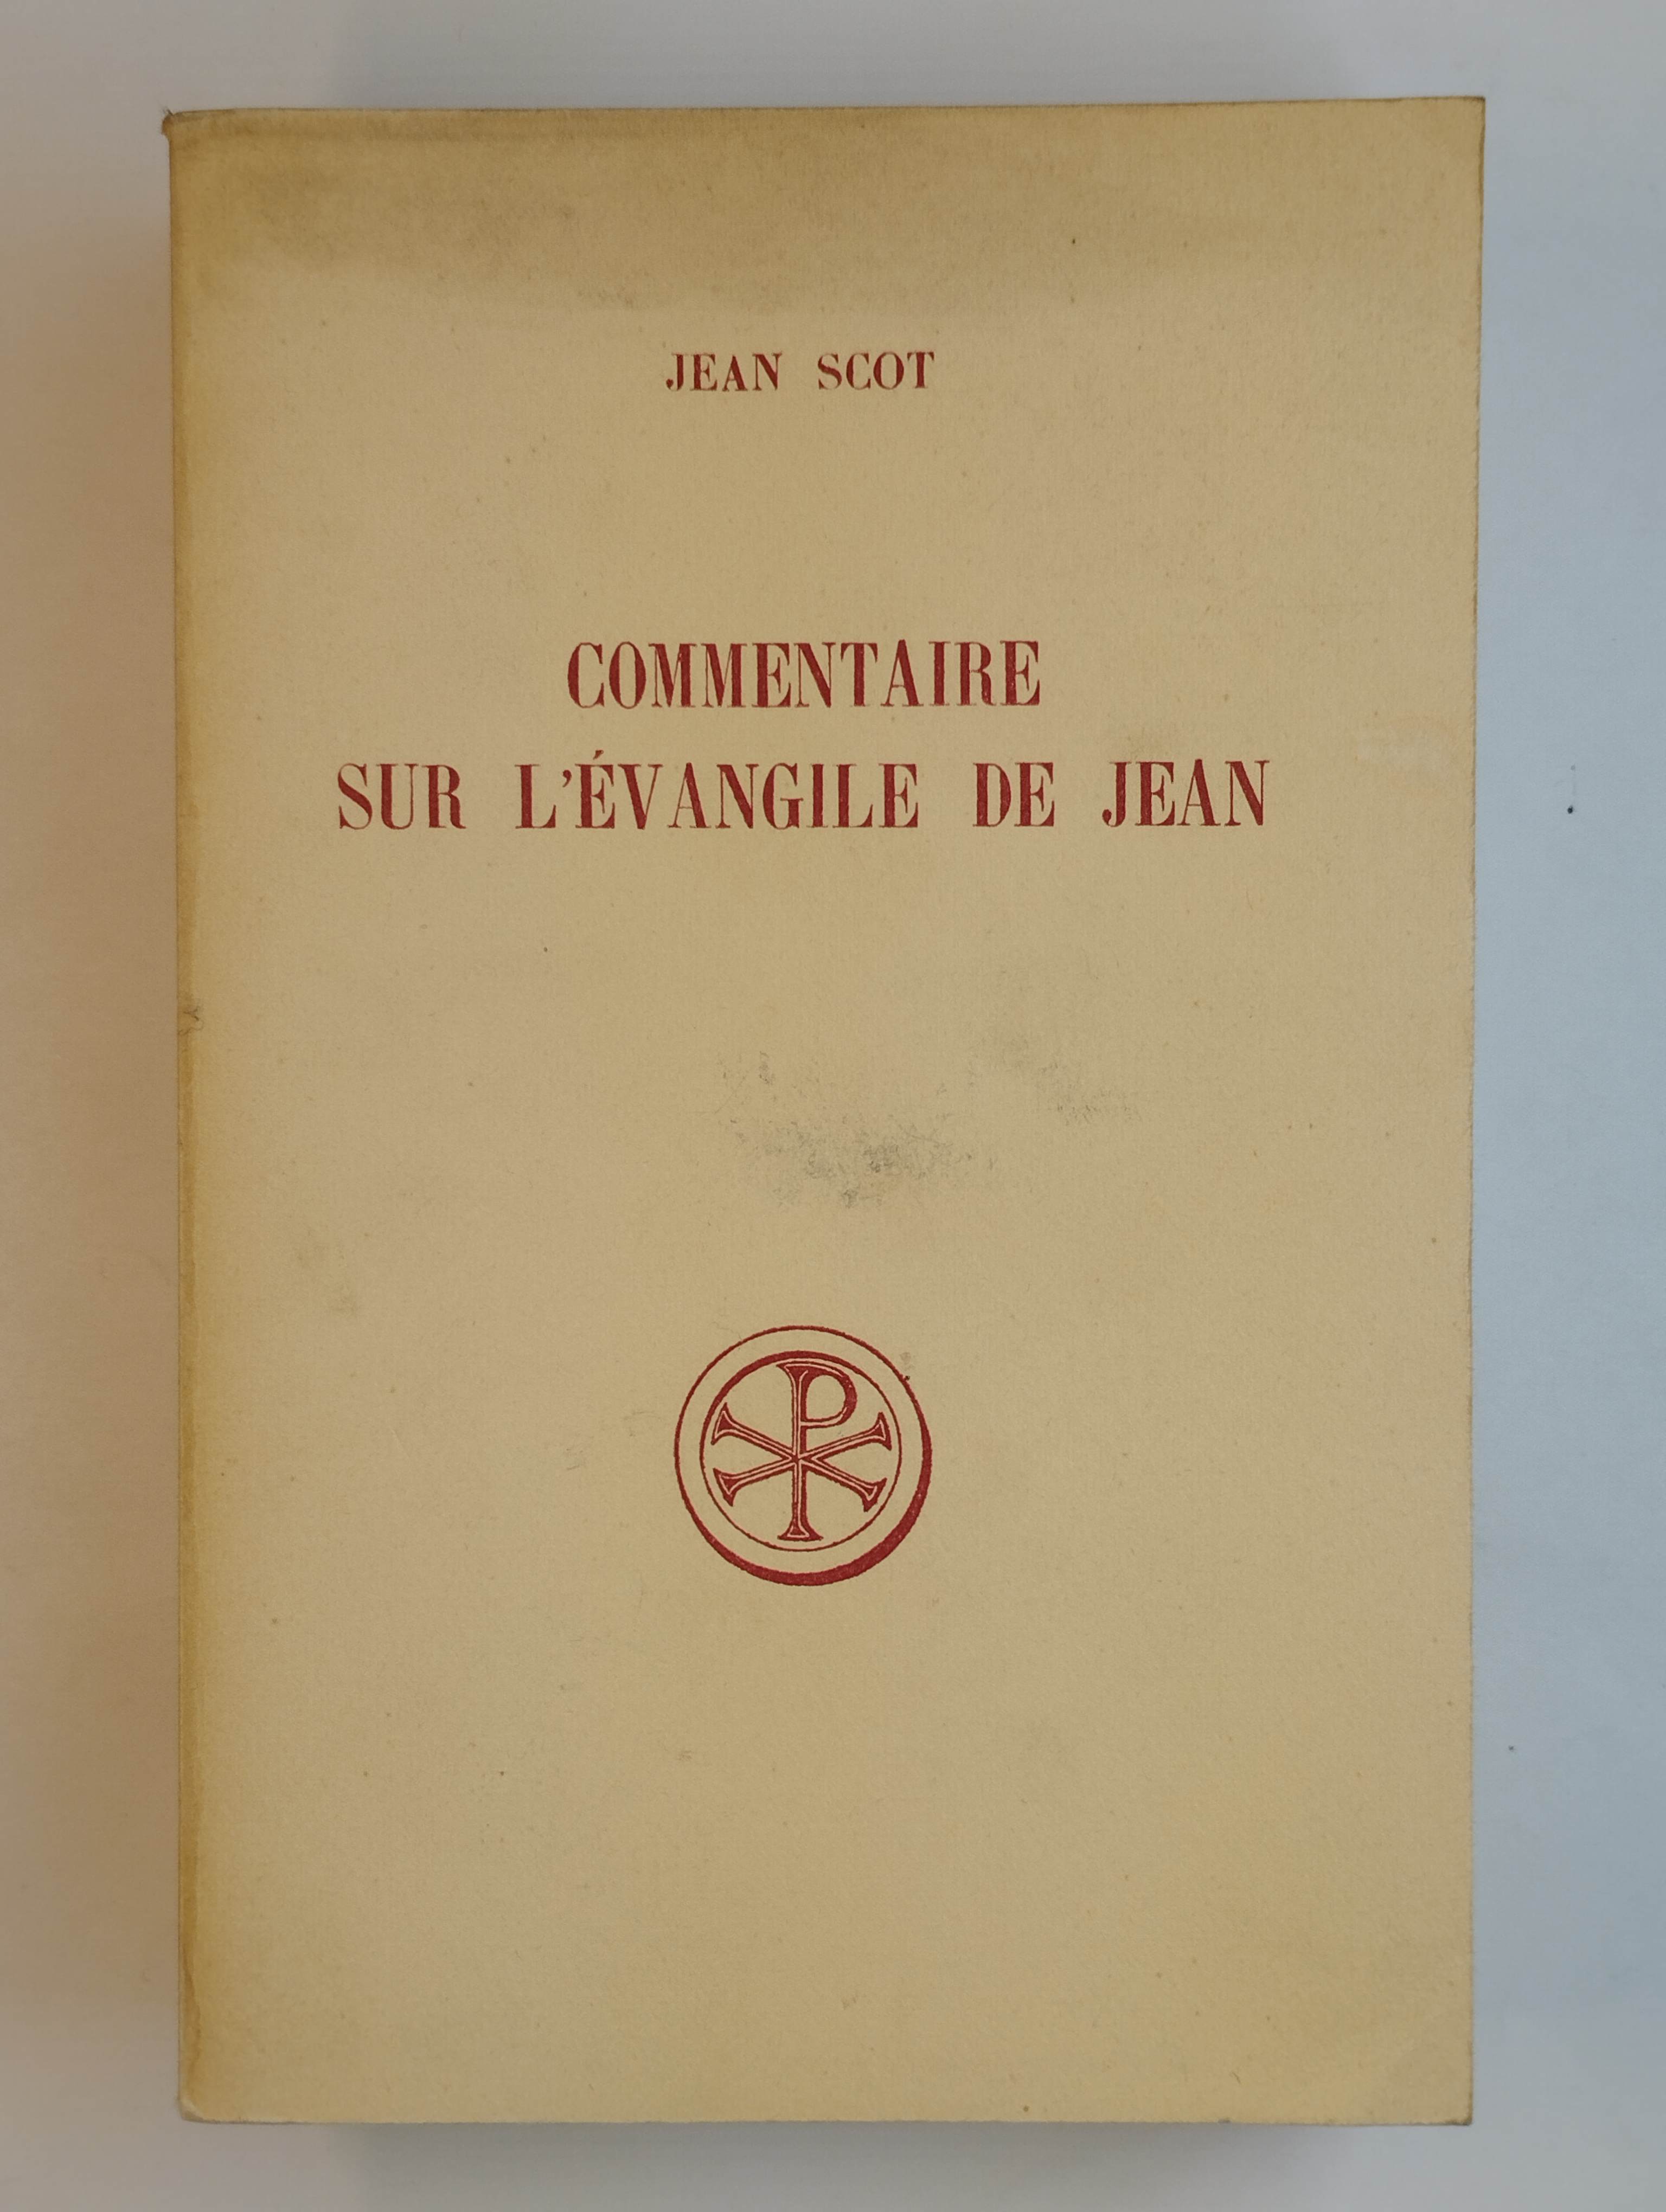 JEAN SCOT
COMMENTAIRE
SUR L'ÉVANGILE DE JEAN